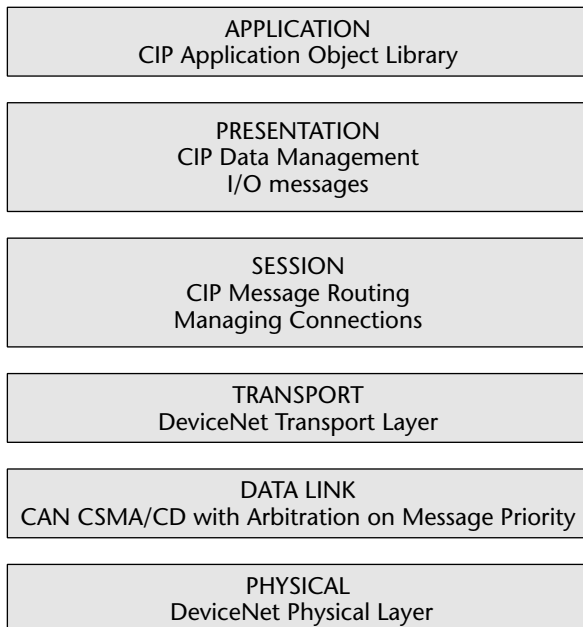 APPLICATION
CIP Application Object Library
PRESENTATION
CIP Data Management
I/O messages
SESSION
CIP Message Routing
Managing Connections
TRANSPORT
DeviceNet Transport Layer
DATA LINK
CAN CSMA/CD with Arbitration on Message Priority
PHYSICAL
DeviceNet Physical Layer